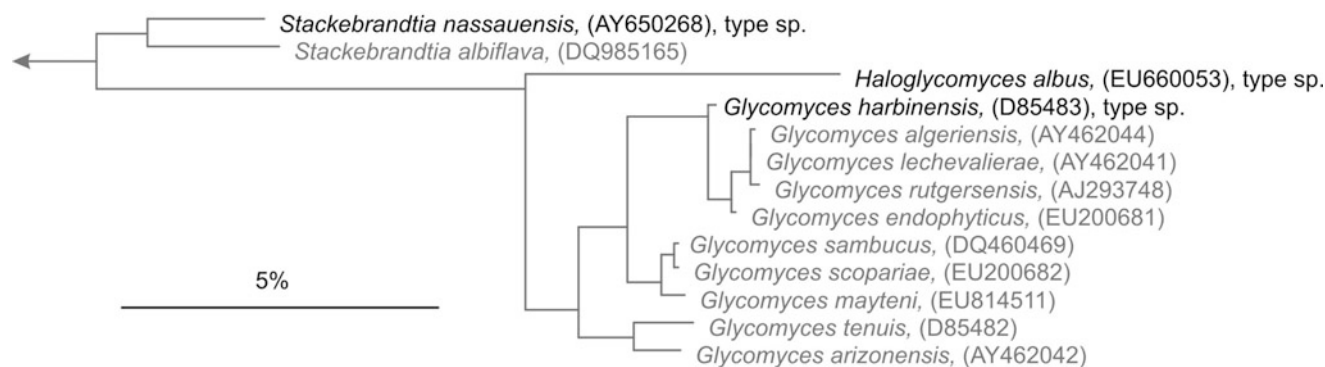 Stackebrandtia nassauensis, (AY650268), type sp.
Stackebrandtia albiflava, (DQ985165)
Haloglycomyces albus, (EU660053), type sp.
Glycomyces harbinensis, (D85483), type sp.
Glycomyces algeriensis, (AY462044)
Glycomyces lechevalierae, (AY462041)
Glycomyces rutgersensis, (AJ293748)
Glycomyces endophyticus, (EU200681)
Glycomyces sambucus, (DQ460469)
Glycomyces scopariae, (EU200682)
5%
Glycomyces mayteni, (EU814511)
Glycomyces tenuis, (D85482)
Glycomyces arizonensis, (AY462042)